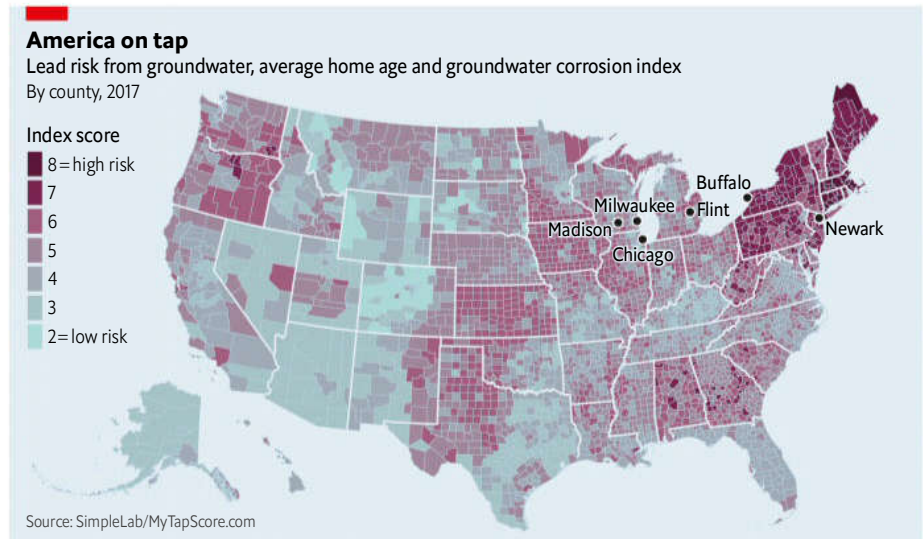 America on tap
Lead risk from groundwater, average home age and groundwater corrosion index
By county, 2017
Index score
8=high risk
7
6
5
4
3
2=low risk
Buffalo
Milwaukee
Flint
Madison
Newark
Chicago
Source: SimpleLab/MyTapScore.com